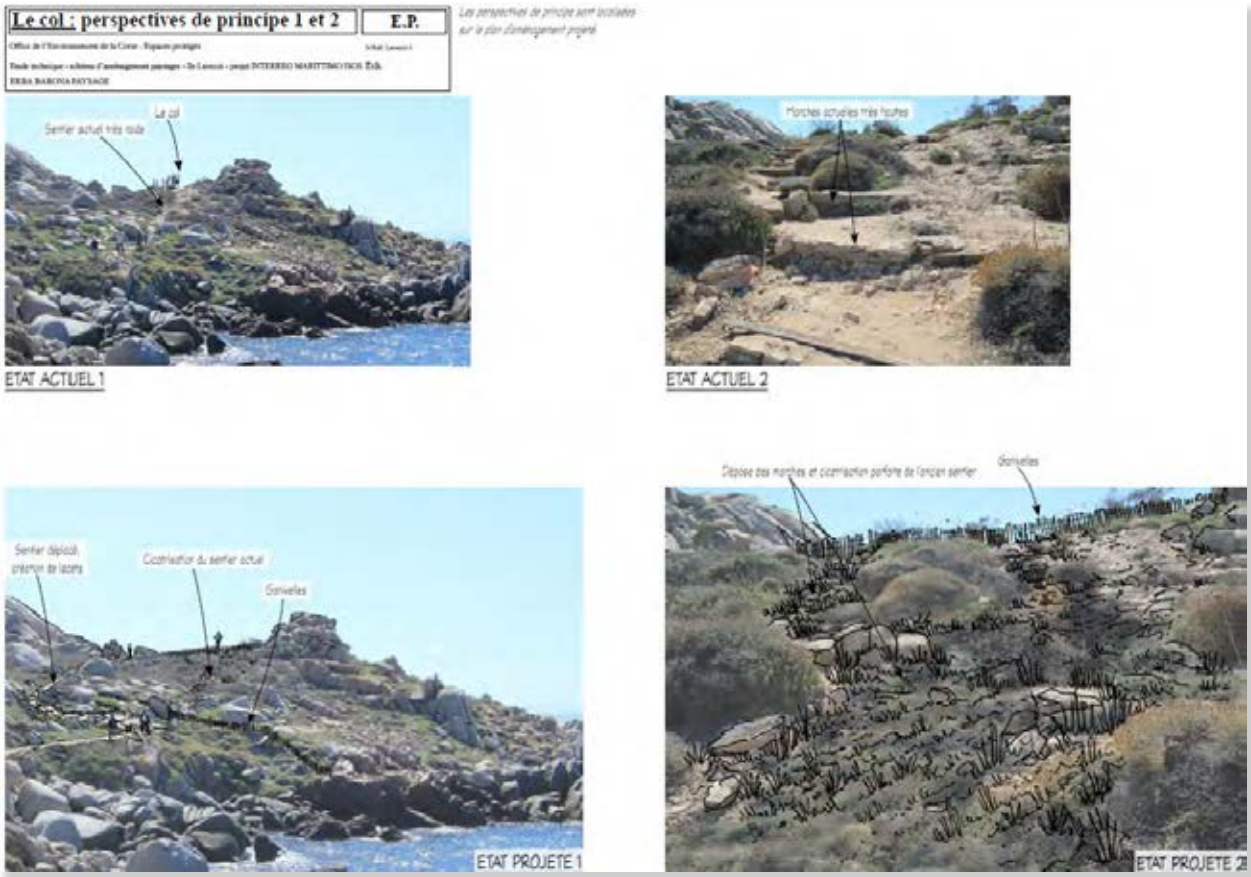 Le col : perspectives de principe 1 et 2
E.P.
Les perspectives de principe sont localisées
sur le plan d'aménagement projeté
Office de l'Environnement de la Corse - Espaces protégés
Etude technique - schéma d'aménagement paysager - Ile Lavezzi - projet INTERREG MARITTIMO ISOS
ERBA BARONA PAYSAGE
Le col
Sentier actuel très raide
Marches actuelles très hautes
ETAT ACTUEL 1
ETAT ACTUEL 2
Dépose des marches et cicatrisation parfaite de l'ancien sentier
Ganivelles
Sentier déplacé,
création de lacets
Cicatrisation du sentier actuel
Ganivelles
ETAT PROJETE 1
ETAT PROJETE 2